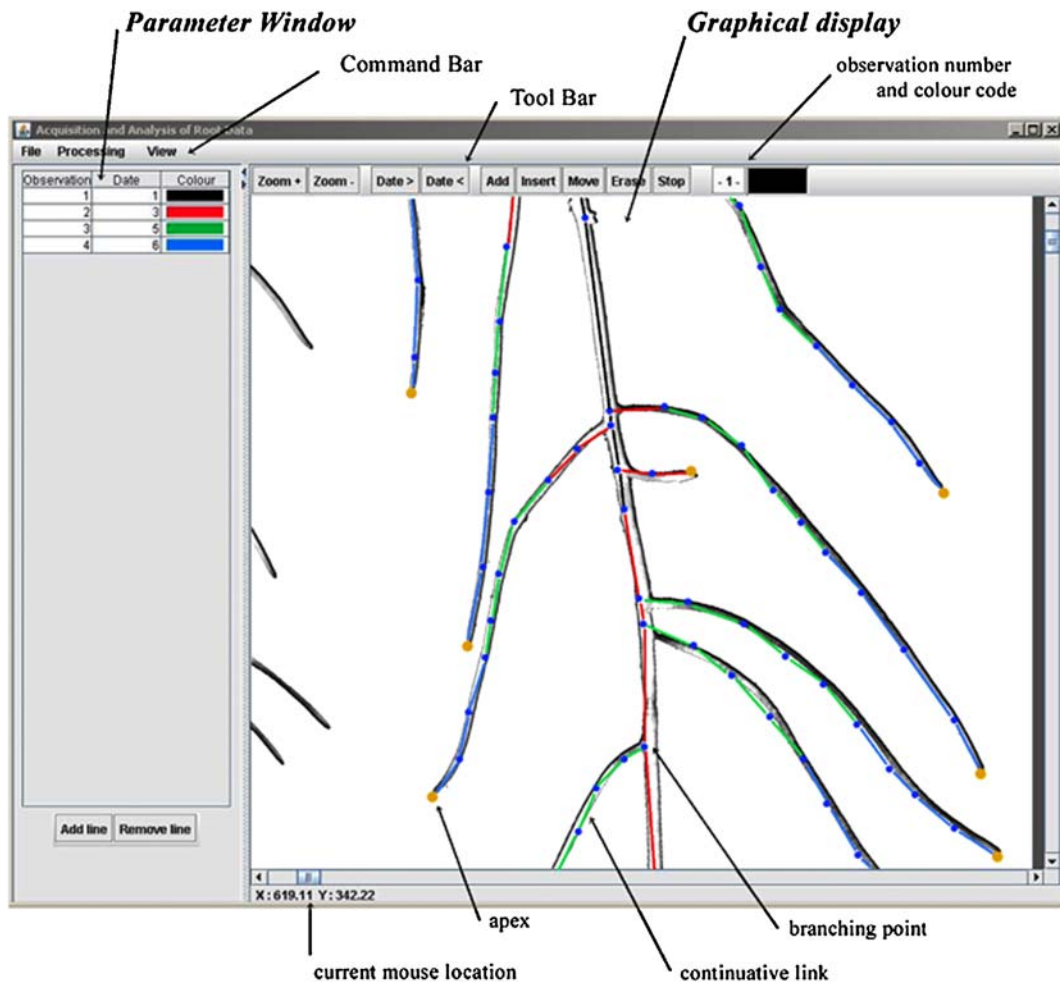 Parameter Window
Graphical display
Command Bar
observation number
and colour code
Tool Bar
Acquisition and Analysis of Root Data
File Processing View
Observation Date Colour
1 1
2 3
3 5
4 6
Zoom + Zoom - Date > Date < Add Insert Move Erase Stop - 1 -
Add line Remove line
X : 619.11 Y : 342.22
apex
branching point
current mouse location
continuative link